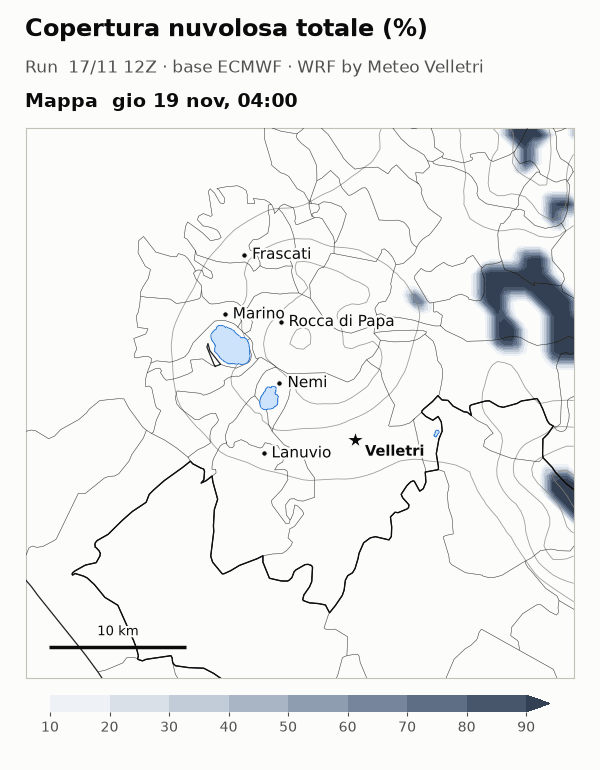 Copertura nuvolosa totale (%)
Run  17/11 12Z · base ECMWF · WRF by Meteo Velletri
Mappa  gio 19 nov, 04:00
Frascati
Marino
Rocca di Papa
Nemi
Velletri
Lanuvio
10 km
10 20 30 40 50 60 70 80 90